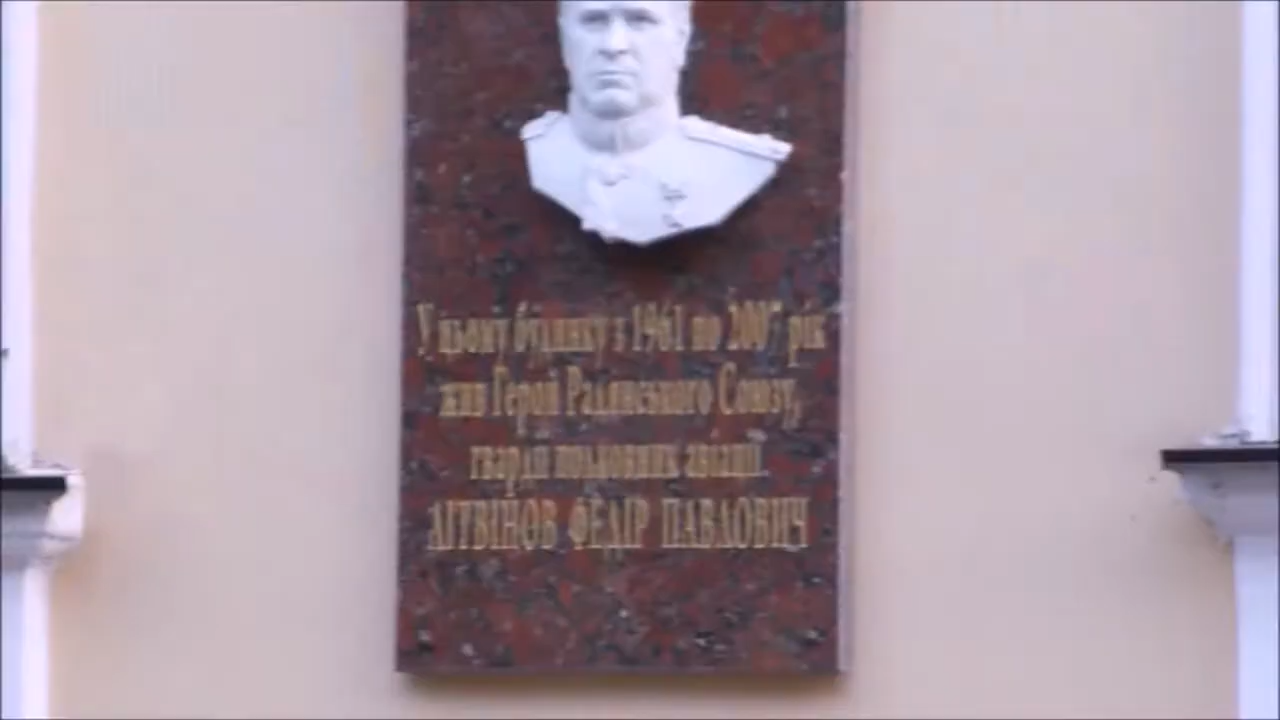 У цьому будинку з 1961 по 2007 рік
жив Герой Радянського Союзу,
гвардії полковник авіації
ЛІТВІНОВ ФЕДІР ПАВЛОВИЧ